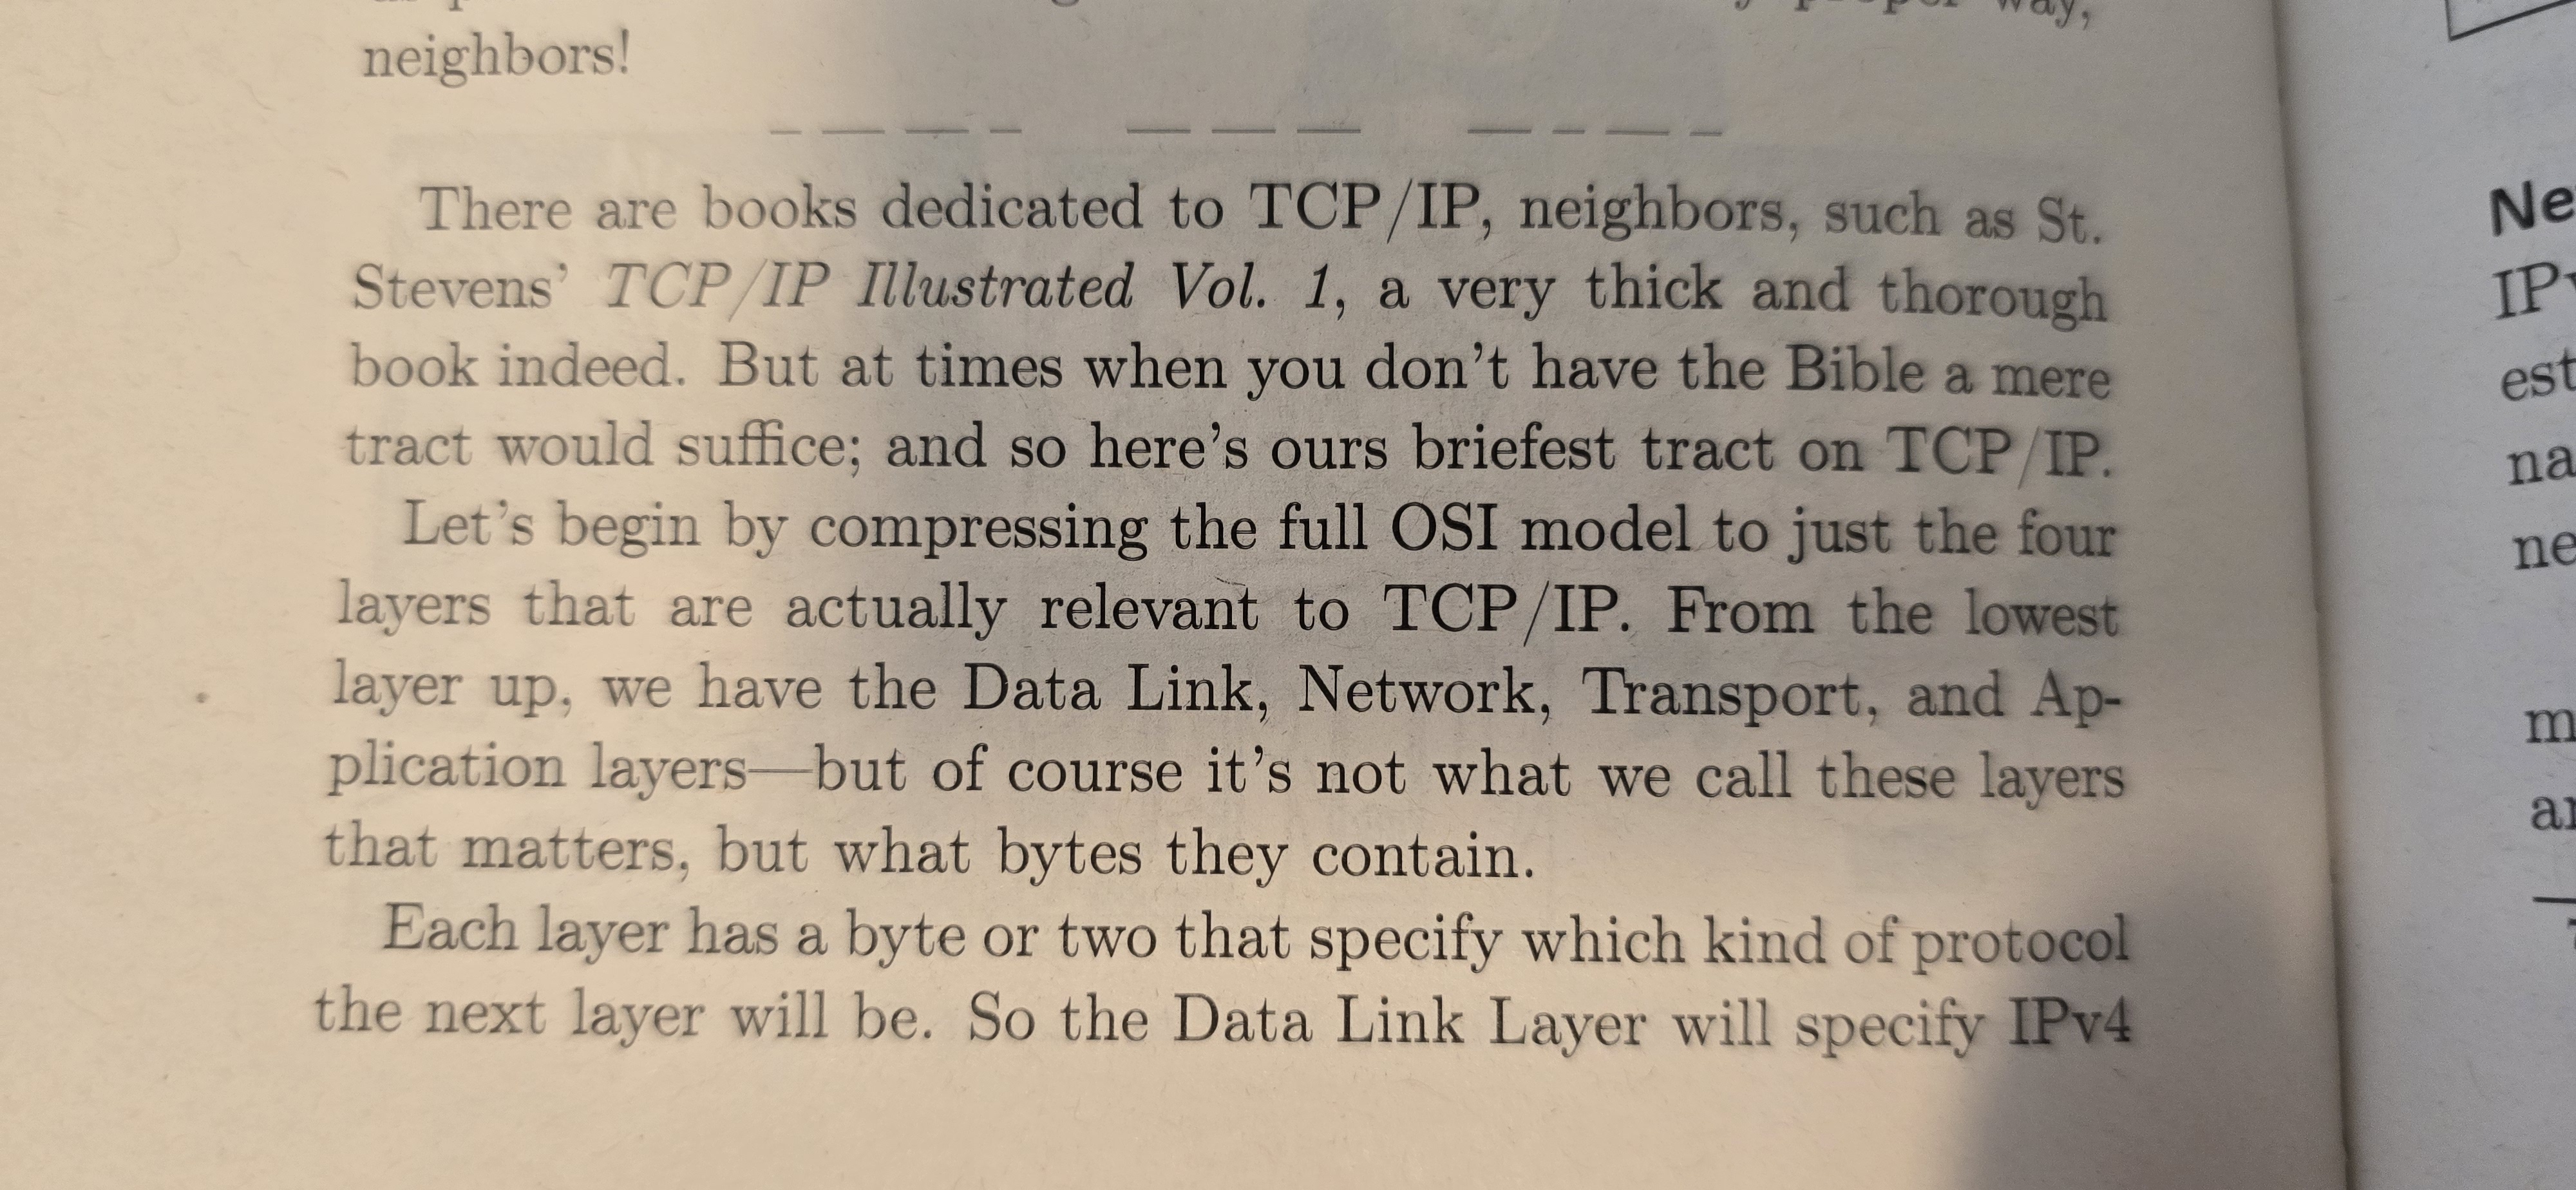 way,
neighbors!
There are books dedicated to TCP/IP, neighbors, such as St.
Stevens' TCP/IP Illustrated Vol. 1, a very thick and thorough
book indeed. But at times when you don't have the Bible a mere
tract would suffice; and so here's ours briefest tract on TCP/IP.
Let's begin by compressing the full OSI model to just the four
layers that are actually relevant to TCP/IP. From the lowest
layer up, we have the Data Link, Network, Transport, and Ap-
plication layers—but of course it's not what we call these layers
that matters, but what bytes they contain.
Each layer has a byte or two that specify which kind of protocol
the next layer will be. So the Data Link Layer will specify IPv4
Ne
IPv
est
na
ne
m